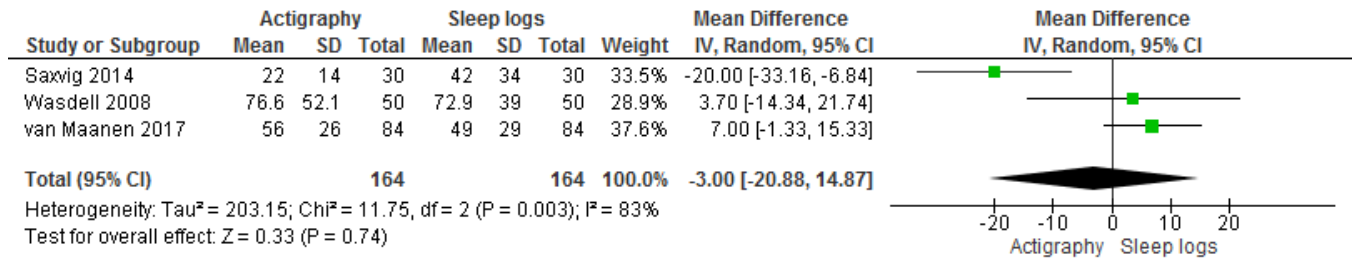 Actigraphy Sleep logs Mean Difference Mean Difference
Study or Subgroup Mean SD Total Mean SD Total Weight IV, Random, 95% CI IV, Random, 95% CI
Saxvig 2014 22 14 30 42 34 30 33.5% -20.00 [-33.16, -6.84]
Wasdell 2008 76.6 52.1 50 72.9 39 50 28.9% 3.70 [-14.34, 21.74]
van Maanen 2017 56 26 84 49 29 84 37.6% 7.00 [-1.33, 15.33]
Total (95% CI) 164 164 100.0% -3.00 [-20.88, 14.87]
Heterogeneity: Tau² = 203.15; Chi² = 11.75, df = 2 (P = 0.003); I² = 83%
Test for overall effect: Z = 0.33 (P = 0.74)
-20 -10 0 10 20
Actigraphy Sleep logs